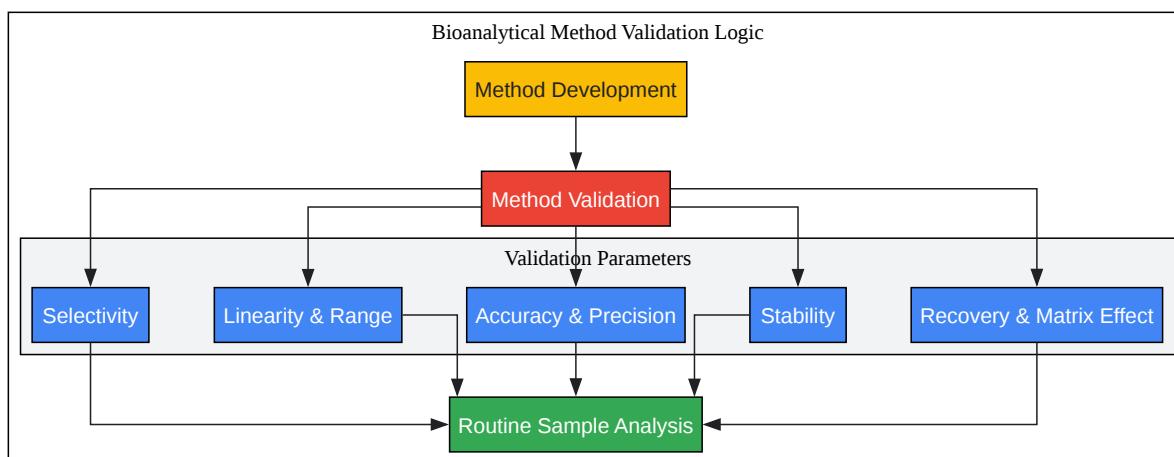 Bioanalytical Method Validation Logic
Method Development
Method Validation
Validation Parameters
Selectivity
Linearity & Range
Accuracy & Precision
Stability
Recovery & Matrix Effect
Routine Sample Analysis